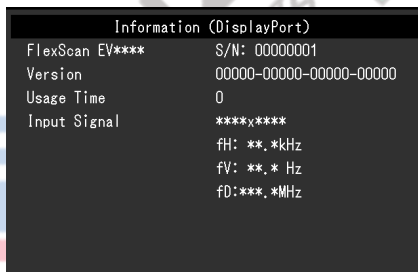 Information (DisplayPort)
FlexScan EV**** S/N: 00000001
Version 00000-00000-00000-00000
Usage Time 0
Input Signal ****x****
fH: **.*kHz
fV: **.* Hz
fD:***.*MHz